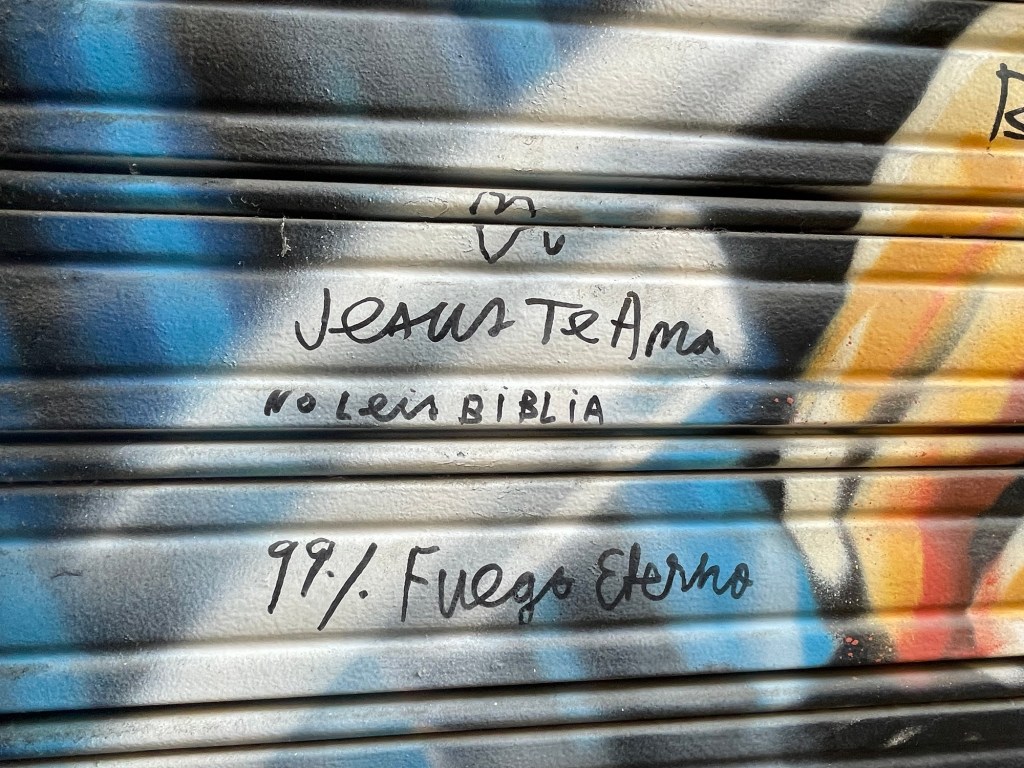 Jesus Te Ama
No Leis BiBLiA
99% Fuego Eterno